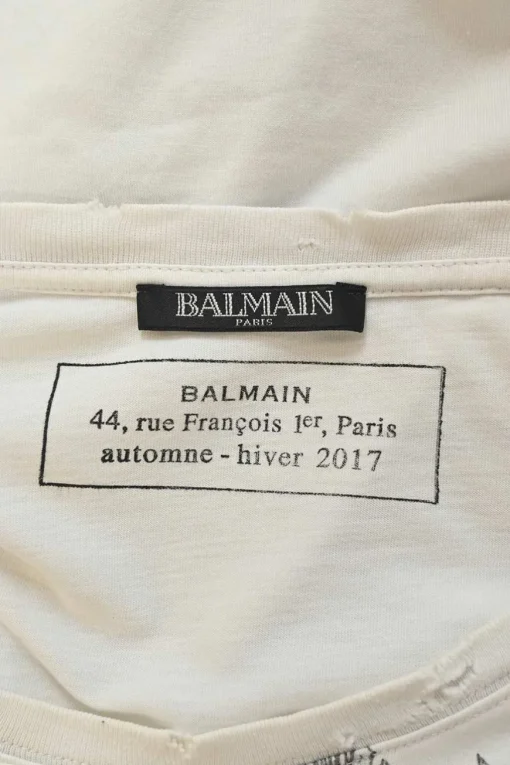 BALMAIN
PARIS
BALMAIN
44, rue François 1er, Paris
automne - hiver 2017